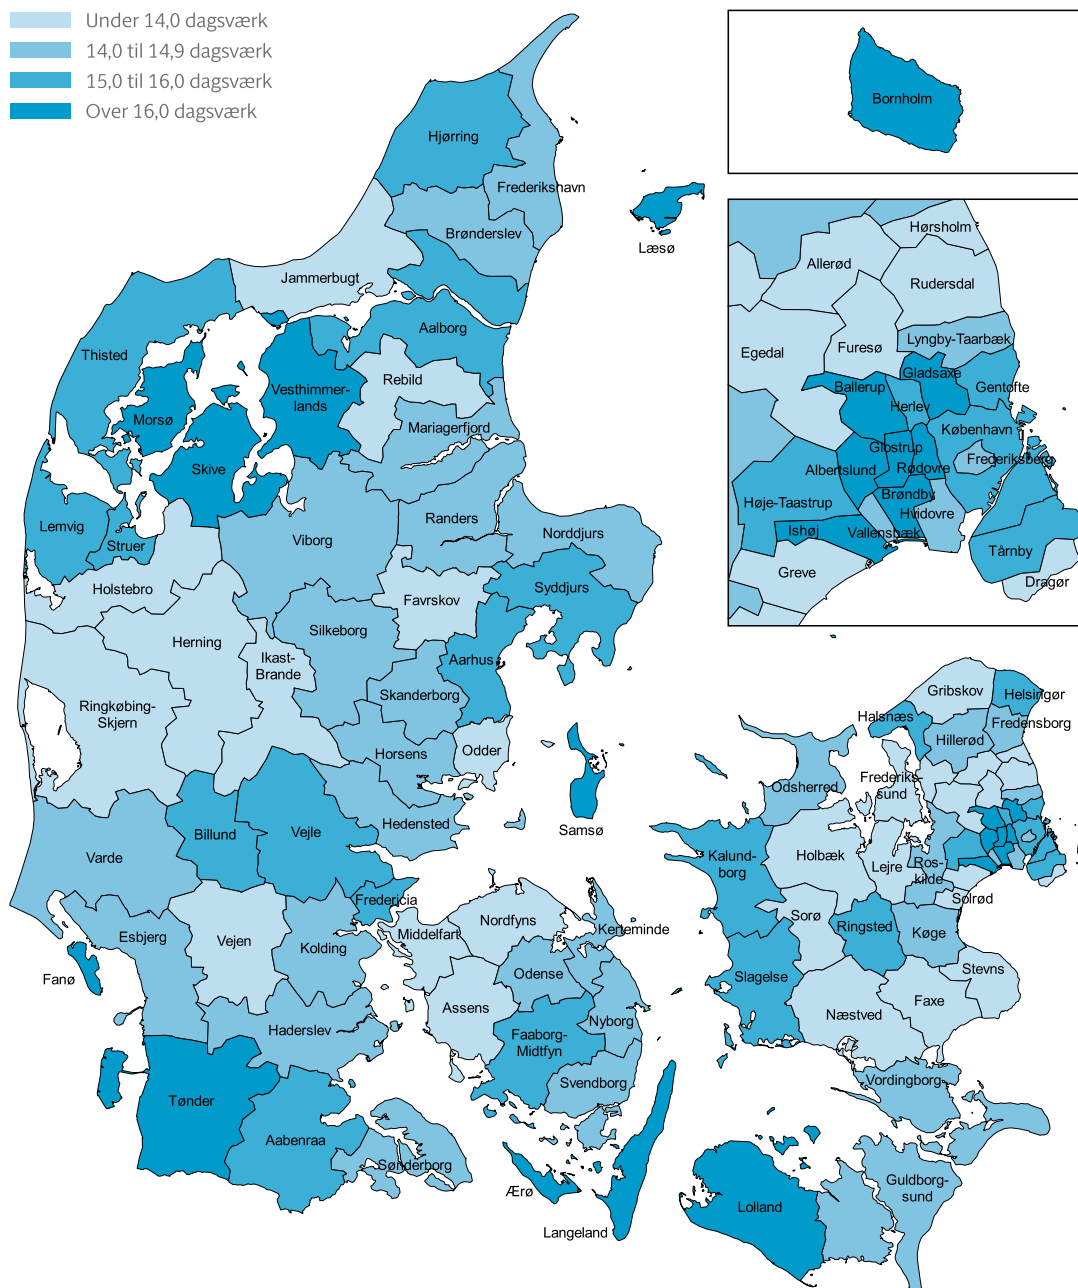 Under 14,0 dagsværk
14,0 til 14,9 dagsværk
15,0 til 16,0 dagsværk
Over 16,0 dagsværk
Bornholm
Hjørring
Frederikshavn
Brønderslev
Læsø
Jammerbugt
Aalborg
Thisted
Rebild
Vesthimmer-
lands
Morsø
Mariagerfjord
Skive
Lemvig
Struer
Viborg
Randers
Norddjurs
Holstebro
Favrskov
Syddjurs
Herning
Silkeborg
Ikast-
Brande
Aarhus
Skanderborg
Ringkøbing-
Skjern
Horsens
Odder
Hedensted
Samsø
Billund
Vejle
Varde
Fredericia
Esbjerg
Vejen
Kolding
Fanø
Haderslev
Tønder
Aabenraa
Sønderborg
Middelfart
Nordfyns
Kerteminde
Odense
Assens
Nyborg
Faaborg-
Midtfyn
Svendborg
Ærø
Langeland
Hørsholm
Allerød
Rudersdal
Egedal
Furesø
Lyngby-Taarbæk
Gladsaxe
Ballerup
Gentofte
Herlev
København
Glostrup
Frederiksberg
Albertslund
Rødovre
Brøndby
Høje-Taastrup
Hvidovre
Ishøj
Vallensbæk
Tårnby
Greve
Dragør
Gribskov
Helsingør
Halsnæs
Fredensborg
Hillerød
Odsherred
Frederiks-
sund
Kalund-
borg
Holbæk
Lejre
Ros-
kilde
Solrød
Sorø
Ringsted
Køge
Slagelse
Stevns
Faxe
Næstved
Vordingborg-
Guldborg-
sund
Lolland